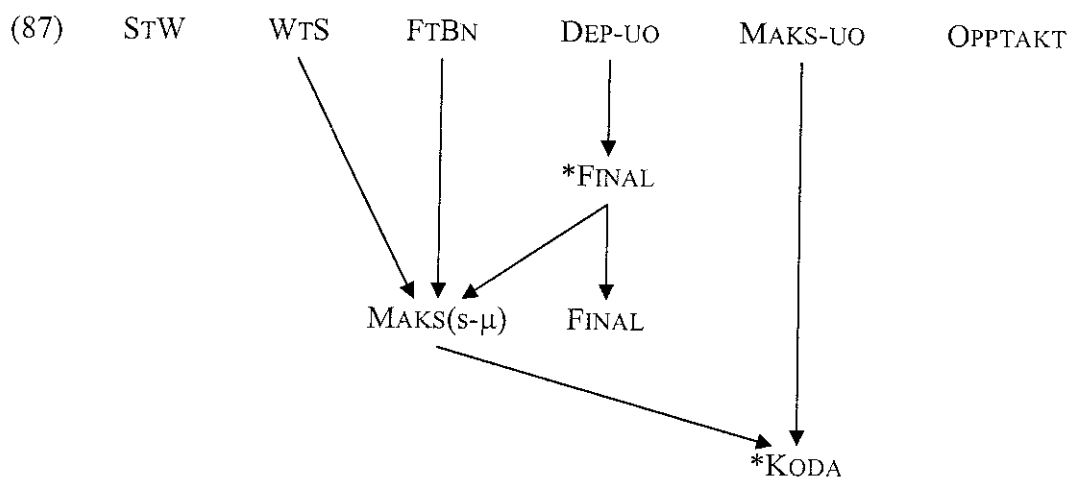 (87) STW WTS FTBN DEP-UO MAKS-UO OPPTAKT
*FINAL
MAKS(s-μ) FINAL
*KODA